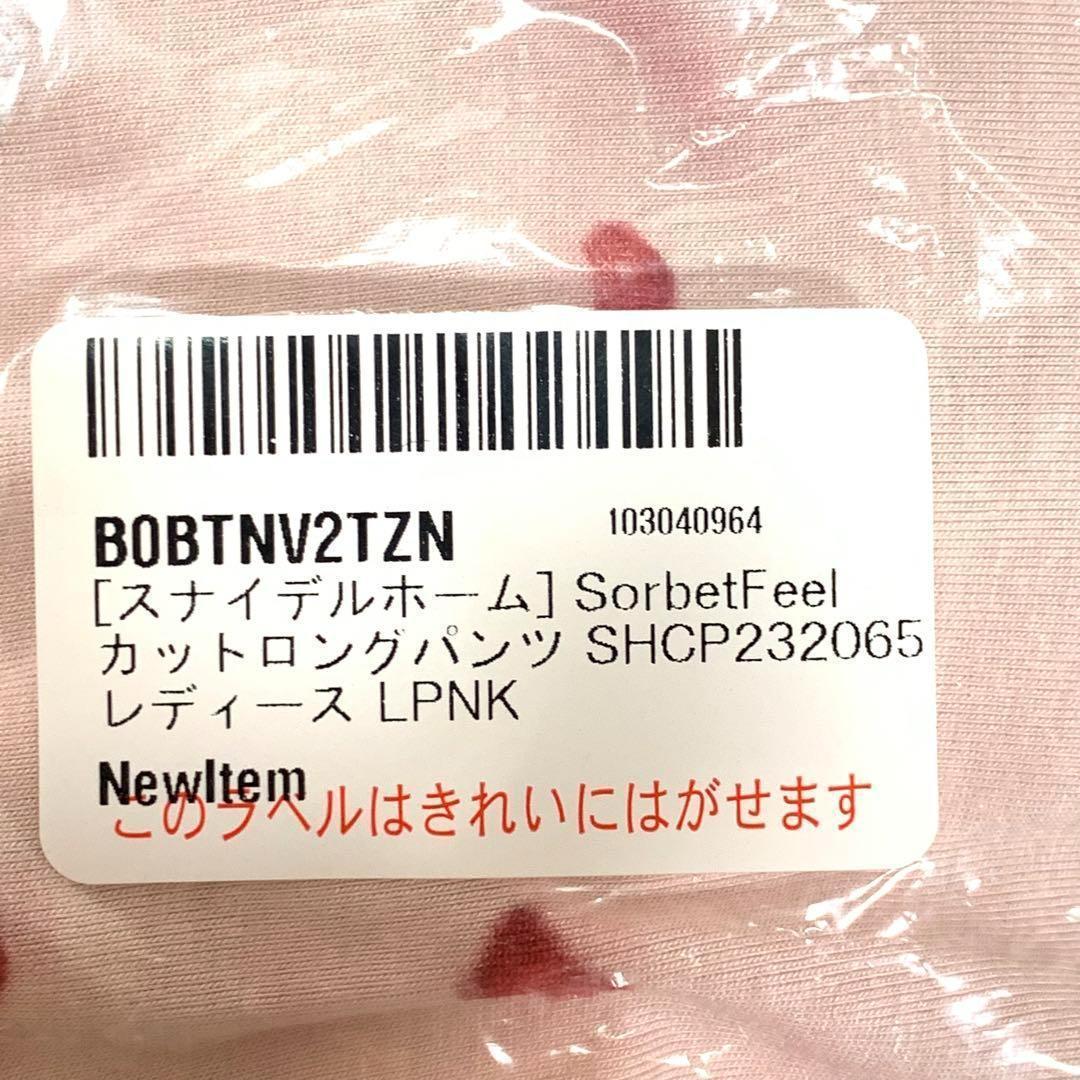 B0BTNV2TZN 103040964
[スナイデルホーム] SorbetFeel
カットロングパンツ SHCP232065
レディース LPNK
NewItem
このラベルはきれいにはがせます